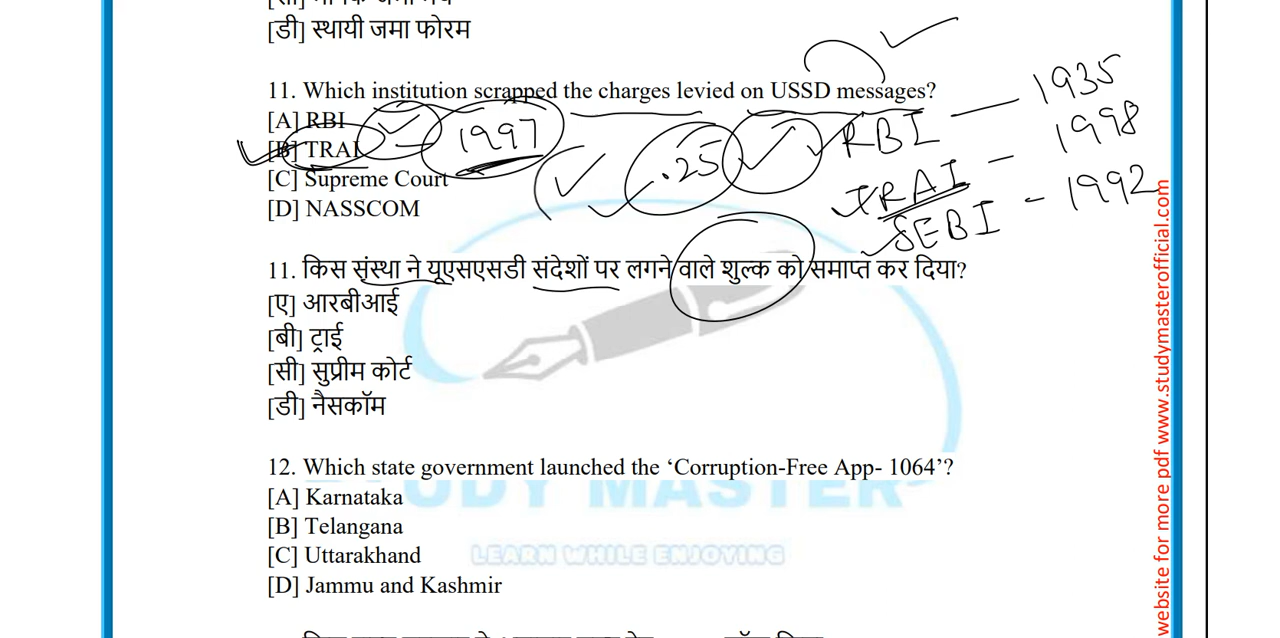 [डी] स्थायी जमा फोरम
11. Which institution scrapped the charges levied on USSD messages?
[A] RBI
[B] TRAI - 1997
[C] Supreme Court
[D] NASSCOM
.25
RBI - 1935
TRAI - 1998
SEBI - 1992
11. किस संस्था ने यूएसएसडी संदेशों पर लगने वाले शुल्क को समाप्त कर दिया?
[ए] आरबीआई
[बी] ट्राई
[सी] सुप्रीम कोर्ट
[डी] नैसकॉम
12. Which state government launched the ‘Corruption-Free App- 1064’?
[A] Karnataka
[B] Telangana
[C] Uttarakhand
[D] Jammu and Kashmir
STUDY MASTER
LEARN WHILE ENJOYING
website for more pdf www.studymasterofficial.com